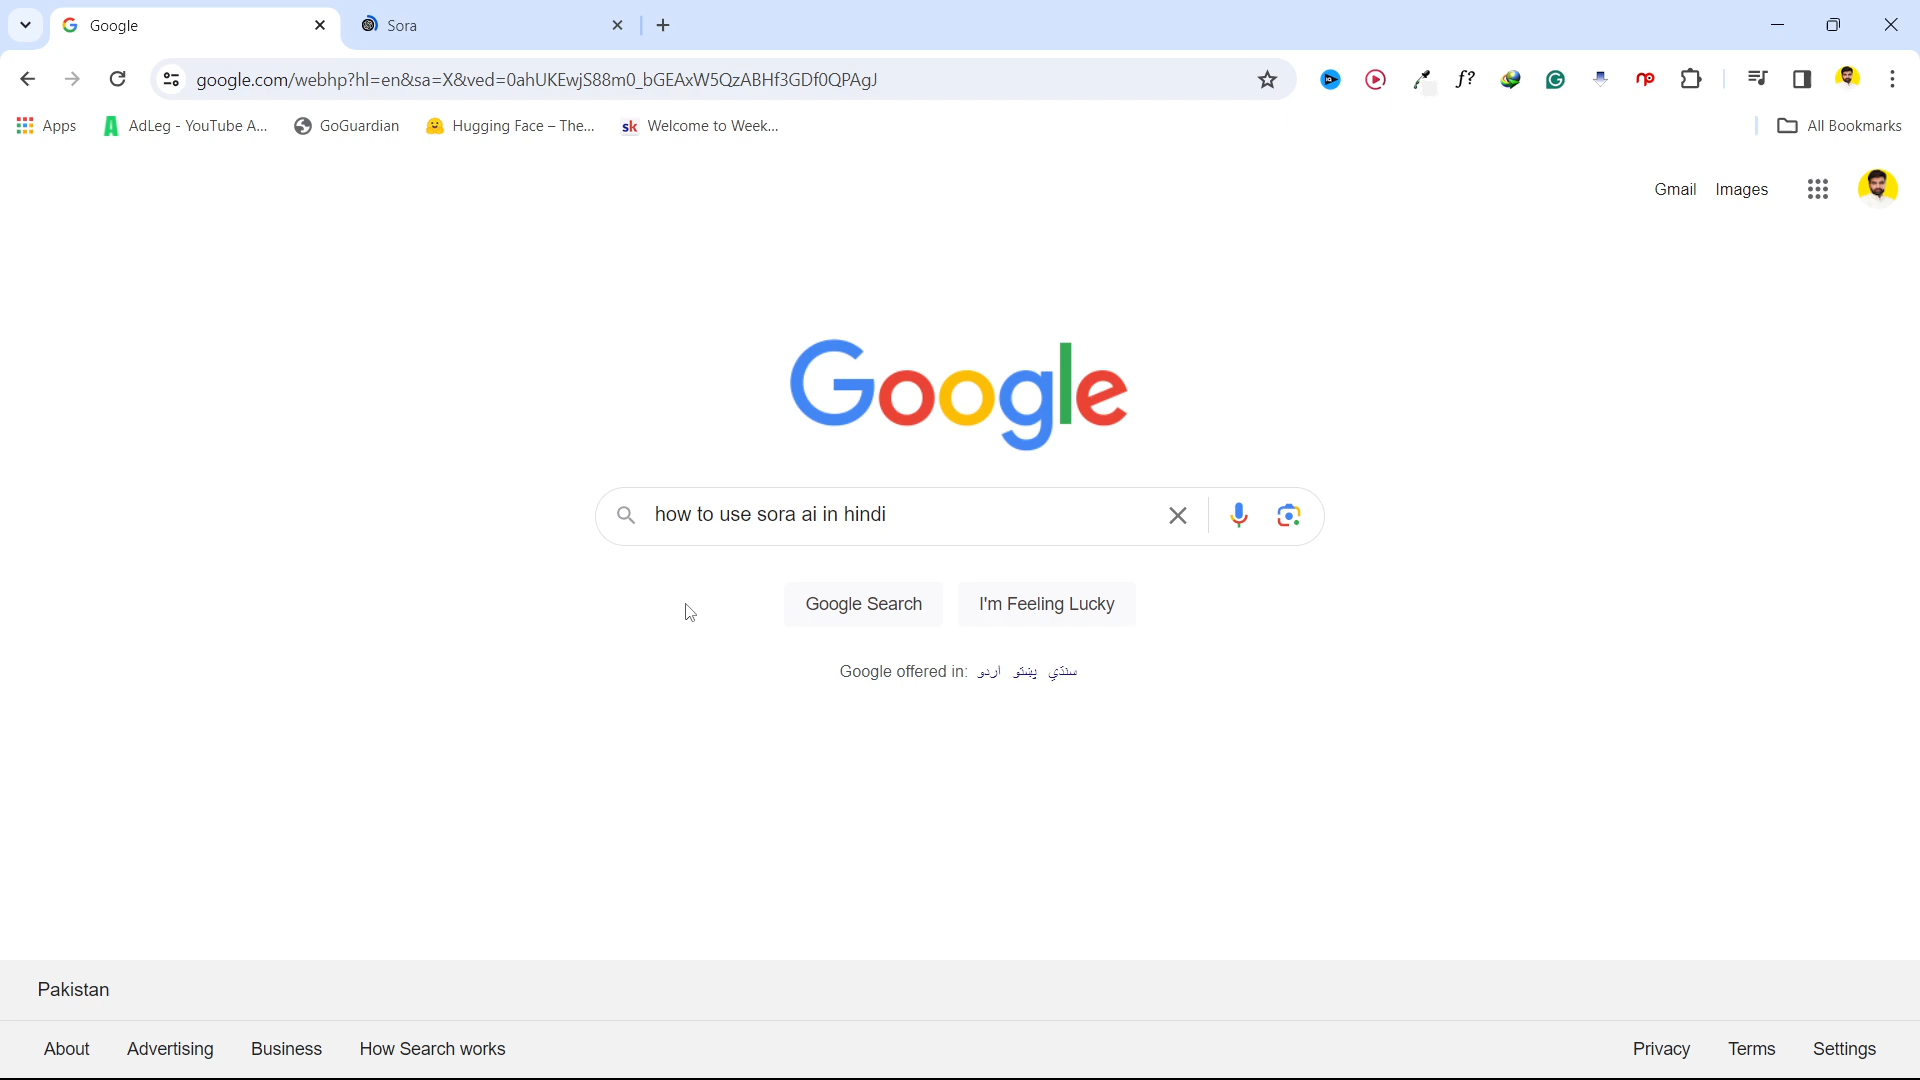 Google
Sora
google.com/webhp?hl=en&sa=X&ved=0ahUKEwjS88m0_bGEAxW5QzABHf3GDf0QPAgJ
Apps
AdLeg - YouTube A...
GoGuardian
Hugging Face – The...
sk Welcome to Week...
All Bookmarks
Gmail Images
Google
how to use sora ai in hindi
Google Search
I'm Feeling Lucky
Google offered in: اردو پښتو سنڌي
Pakistan
About Advertising Business How Search works
Privacy Terms Settings